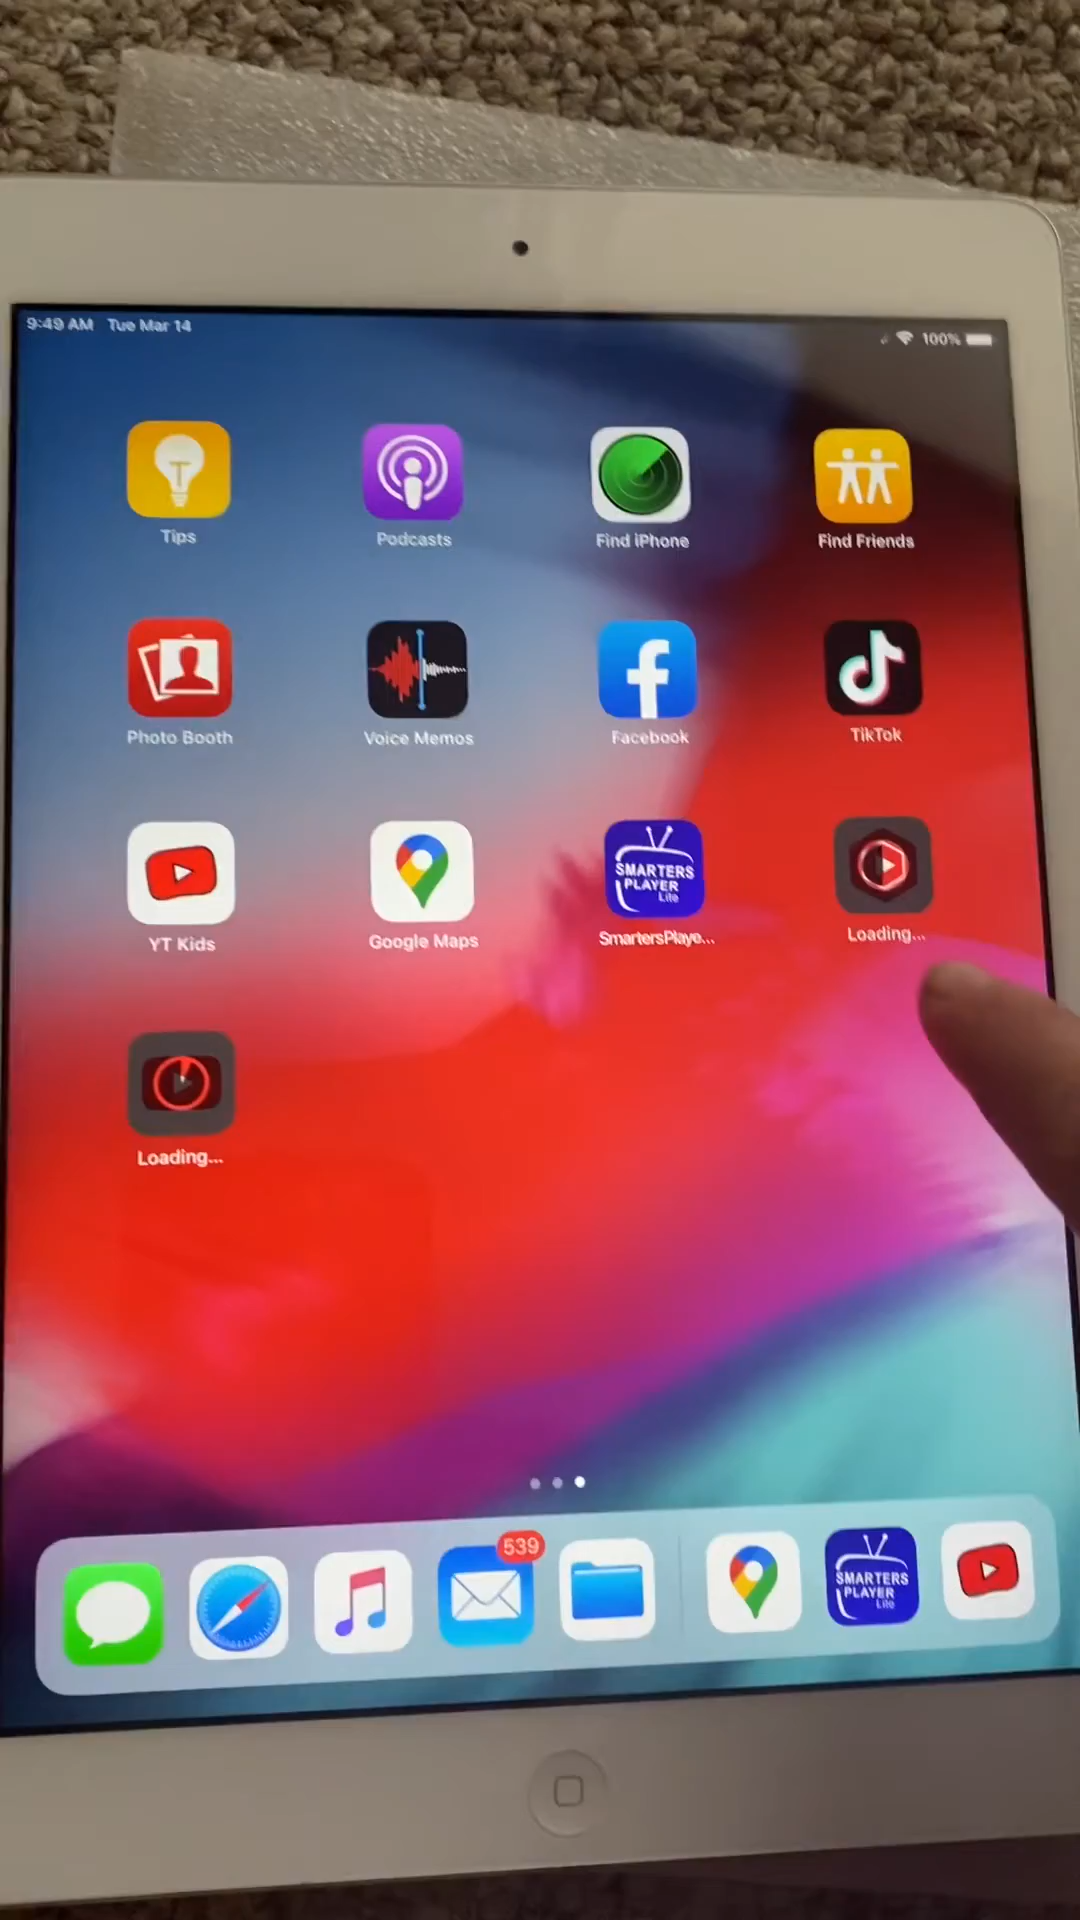 9:49 AM Tue Mar 14
100%
Tips
Podcasts
Find iPhone
Find Friends
Photo Booth
Voice Memos
Facebook
TikTok
SMARTERS
PLAYER
Lite
YT Kids
Google Maps
SmartersPlaye...
Loading...
Loading...
539
SMARTERS
PLAYER
Lite